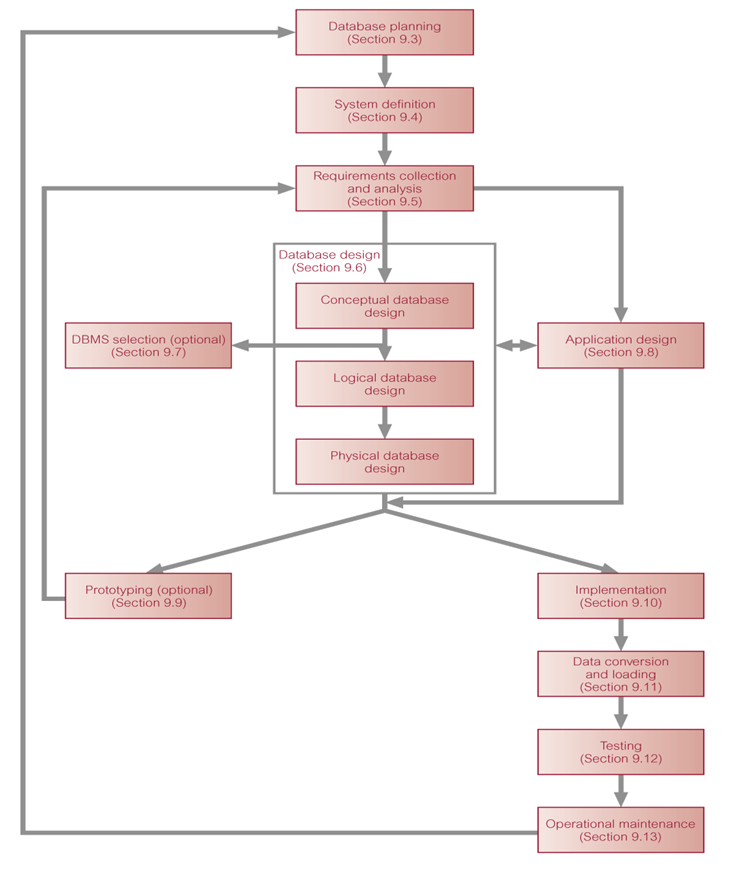 Database planning
(Section 9.3)
System definition
(Section 9.4)
Requirements collection
and analysis
(Section 9.5)
Database design
(Section 9.6)
Conceptual database
design
DBMS selection (optional)
(Section 9.7)
Application design
(Section 9.8)
Logical database
design
Physical database
design
Prototyping (optional)
(Section 9.9)
Implementation
(Section 9.10)
Data conversion
and loading
(Section 9.11)
Testing
(Section 9.12)
Operational maintenance
(Section 9.13)